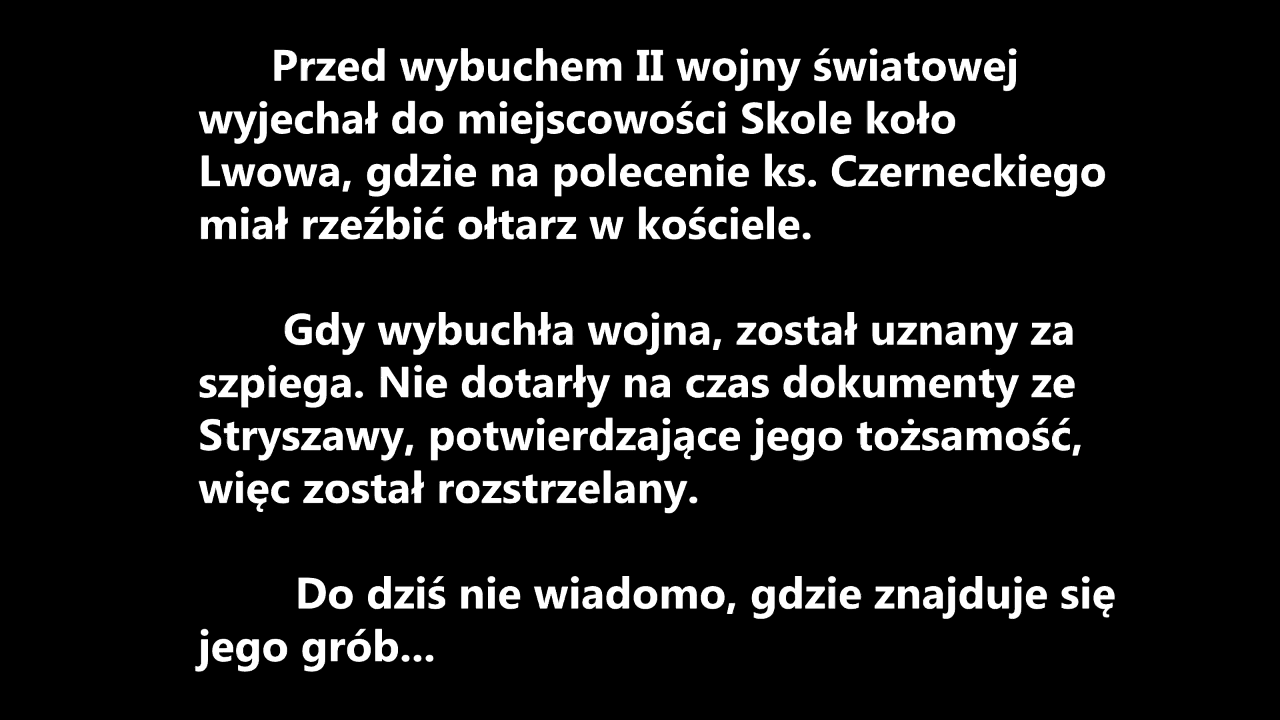 Przed wybuchem II wojny światowej
wyjechał do miejscowości Skole koło
Lwowa, gdzie na polecenie ks. Czerneckiego
miał rzeźbić ołtarz w kościele.
Gdy wybuchła wojna, został uznany za
szpiega. Nie dotarły na czas dokumenty ze
Stryszawy, potwierdzające jego tożsamość,
więc został rozstrzelany.
Do dziś nie wiadomo, gdzie znajduje się
jego grób...